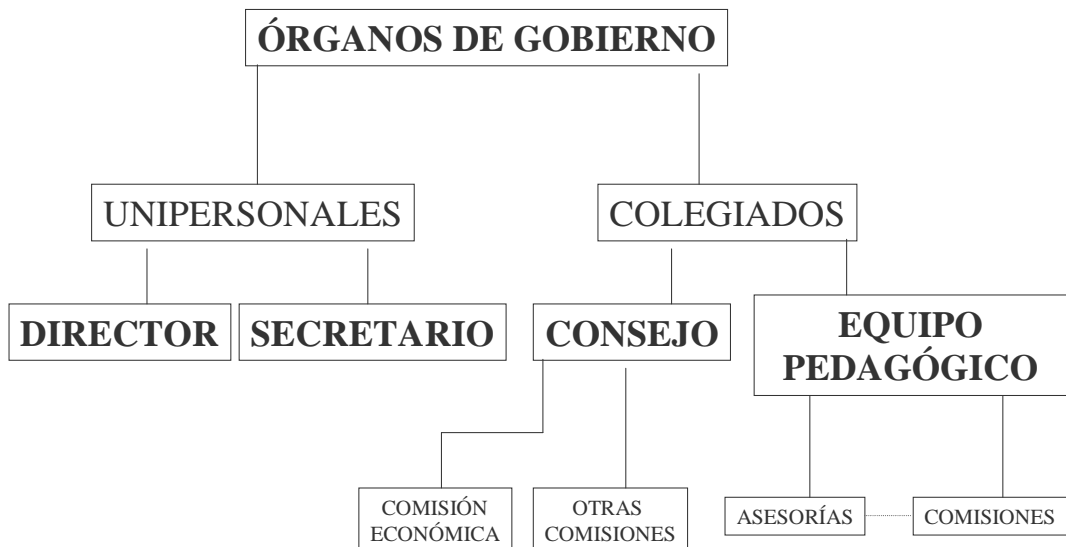 ÓRGANOS DE GOBIERNO
UNIPERSONALES
COLEGIADOS
DIRECTOR
SECRETARIO
CONSEJO
EQUIPO
PEDAGÓGICO
COMISIÓN
ECONÓMICA
OTRAS
COMISIONES
ASESORÍAS
COMISIONES